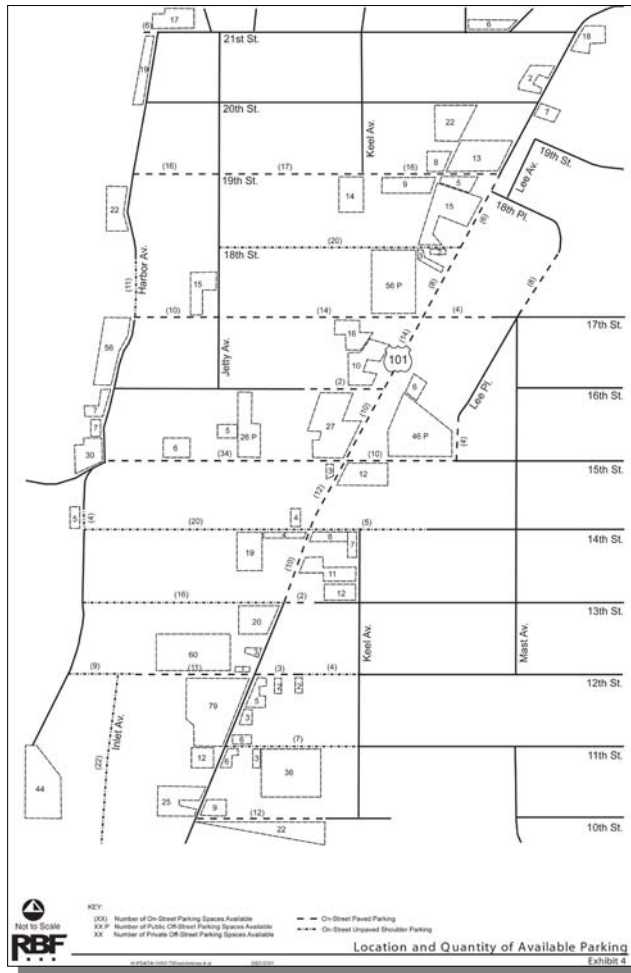 17
(6)
6
18
21st St.
19
2
20th St.
1
22
Keel Av.
19th St.
8
13
Lee Av.
(16)
(17)
(16)
19th St.
14
9
5
15
18th Pl.
22
(6)
(20)
18th St.
Harbor Av.
(11)
15
56 P
(8)
(8)
(10)
(14)
(4)
17th St.
56
16
(14)
Jetty Av.
10
101
(2)
16th St.
6
Lee Pl.
7
(10)
7
5
26 P
27
46 P
(4)
30
6
(34)
(10)
15th St.
3
12
(12)
5
(4)
4
(20)
(5)
14th St.
19
4
8
7
(10)
11
12
(16)
(2)
13th St.
20
Keel Av.
Mast Av.
60
(9)
(11)
(3)
(4)
12th St.
79
5
2
2
3
Inlet Av.
6
(7)
11th St.
(22)
12
6
3
36
44
25
9
(12)
10th St.
22
KEY:
(XX) Number of On-Street Parking Spaces Available
XX P Number of Public Off-Street Parking Spaces Available
XX Number of Private Off-Street Parking Spaces Available
On-Street Paved Parking
On-Street Unpaved Shoulder Parking
Not to Scale
RBF
Location and Quantity of Available Parking
Exhibit 4